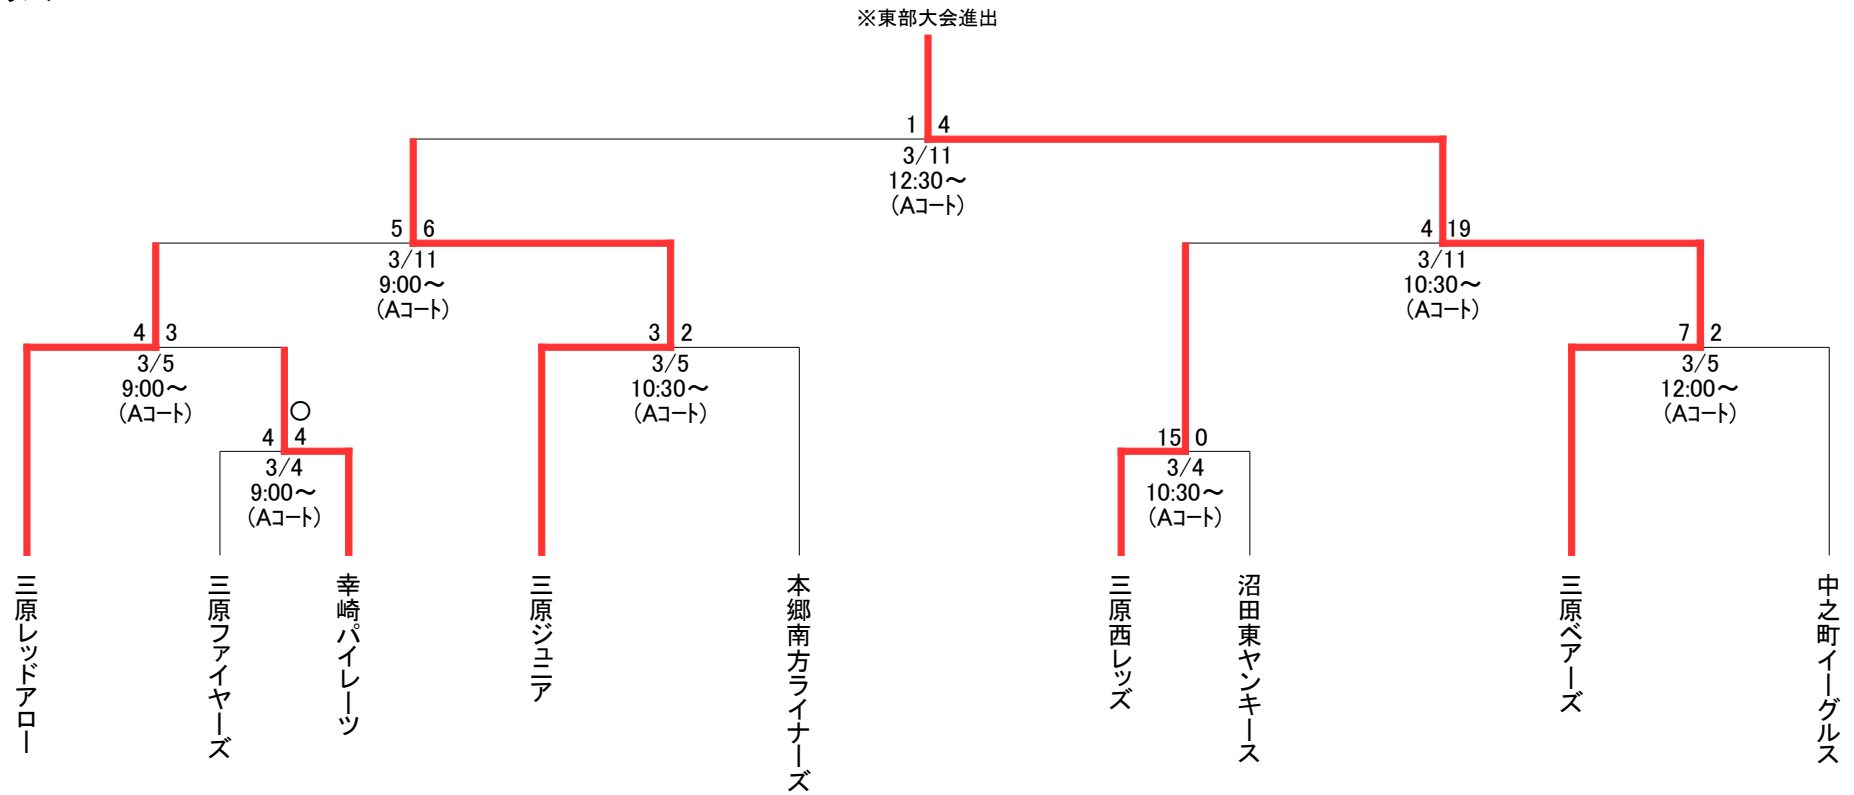 ※東部大会進出
1 4
3/11
12:30～
(Aコート)
5 6
3/11
9:00～
(Aコート)
4 19
3/11
10:30～
(Aコート)
4 3
3/5
9:00～
(Aコート)
3 2
3/5
10:30～
(Aコート)
7 2
3/5
12:00～
(Aコート)
○
4 4
3/4
9:00～
(Aコート)
15 0
3/4
10:30～
(Aコート)
三原レッドアロー
三原ファイヤーズ
幸崎パイレーツ
三原ジュニア
本郷南方ライナーズ
三原西レッズ
沼田東ヤンキース
三原ベアーズ
中之町イーグルス